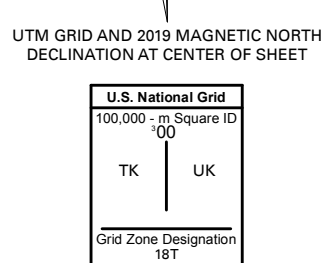 UTM GRID AND 2019 MAGNETIC NORTH
DECLINATION AT CENTER OF SHEET
U.S. National Grid
100,000 - m Square ID
³00
TK UK
Grid Zone Designation
18T